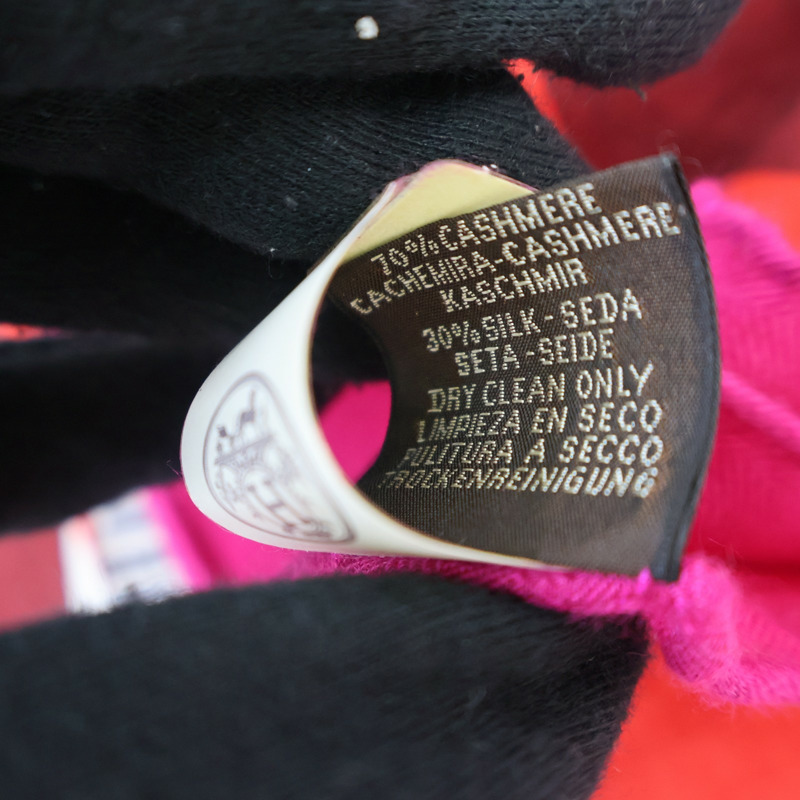 70% CASHMERE
CACHEMIRA-CASHMERE
KASCHMIR
30% SILK - SEDA
SETA - SEIDE
DRY CLEAN ONLY
LIMPIEZA EN SECO
PULITURA A SECCO
TROCKENREINIGUNG